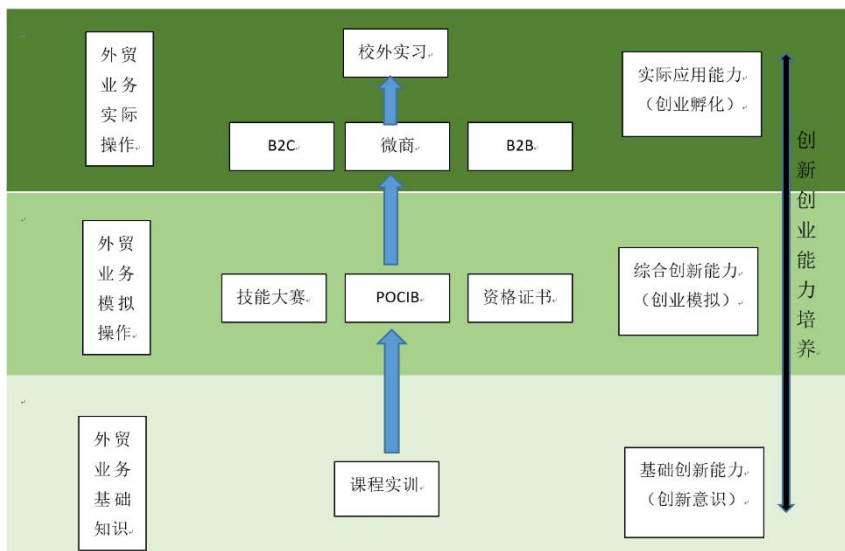 外贸
业务
实际
操作
校外实习
B2C
微商
B2B
实际应用能力
（创业孵化）
外贸
业务
模拟
操作
技能大赛
POCIB
资格证书
综合创新能力
（创业模拟）
外贸
业务
基础
知识
课程实训
基础创新能力
（创新意识）
创
新
创
业
能
力
培
养